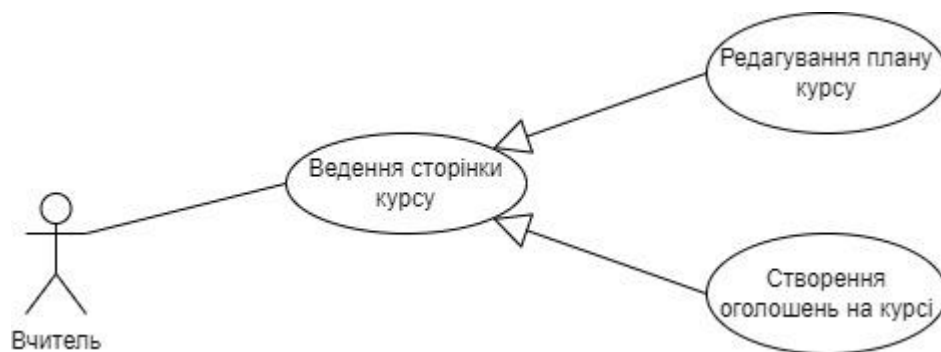 Редагування плану
курсу
Ведення сторінки
курсу
Створення
оголошень на курсі
Вчитель